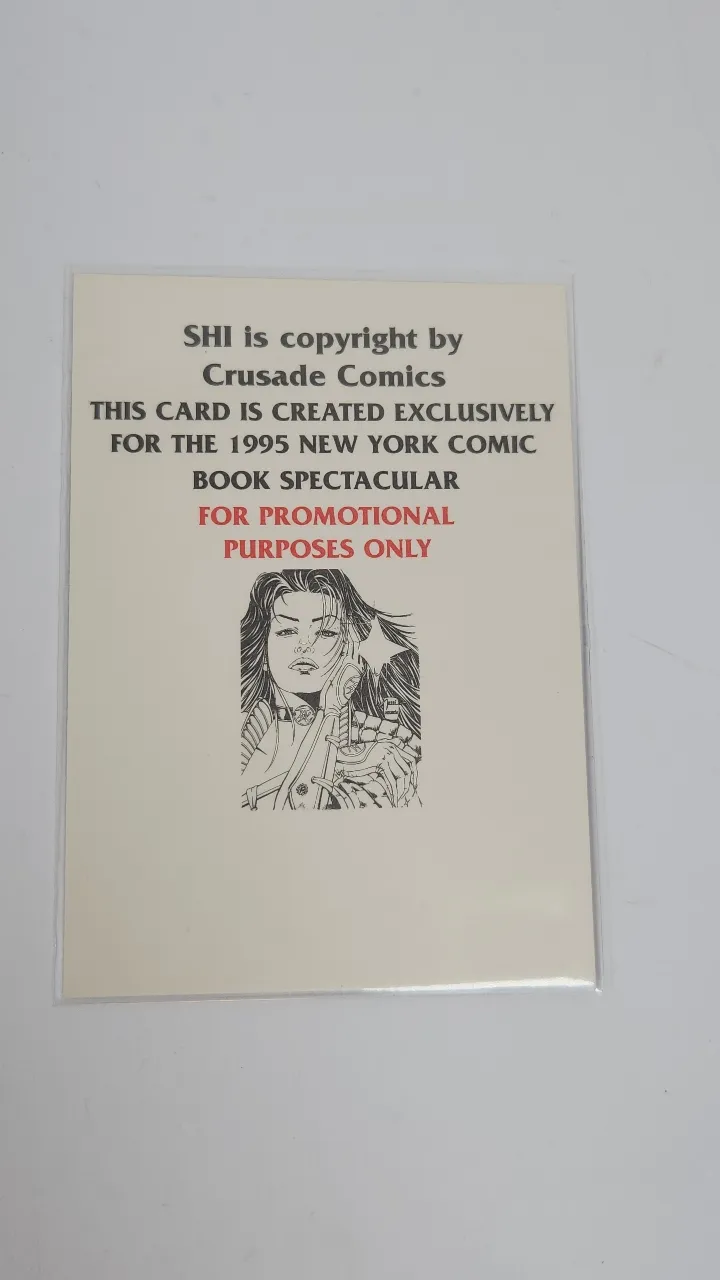 SHI is copyright by
Crusade Comics
THIS CARD IS CREATED EXCLUSIVELY
FOR THE 1995 NEW YORK COMIC
BOOK SPECTACULAR
FOR PROMOTIONAL
PURPOSES ONLY